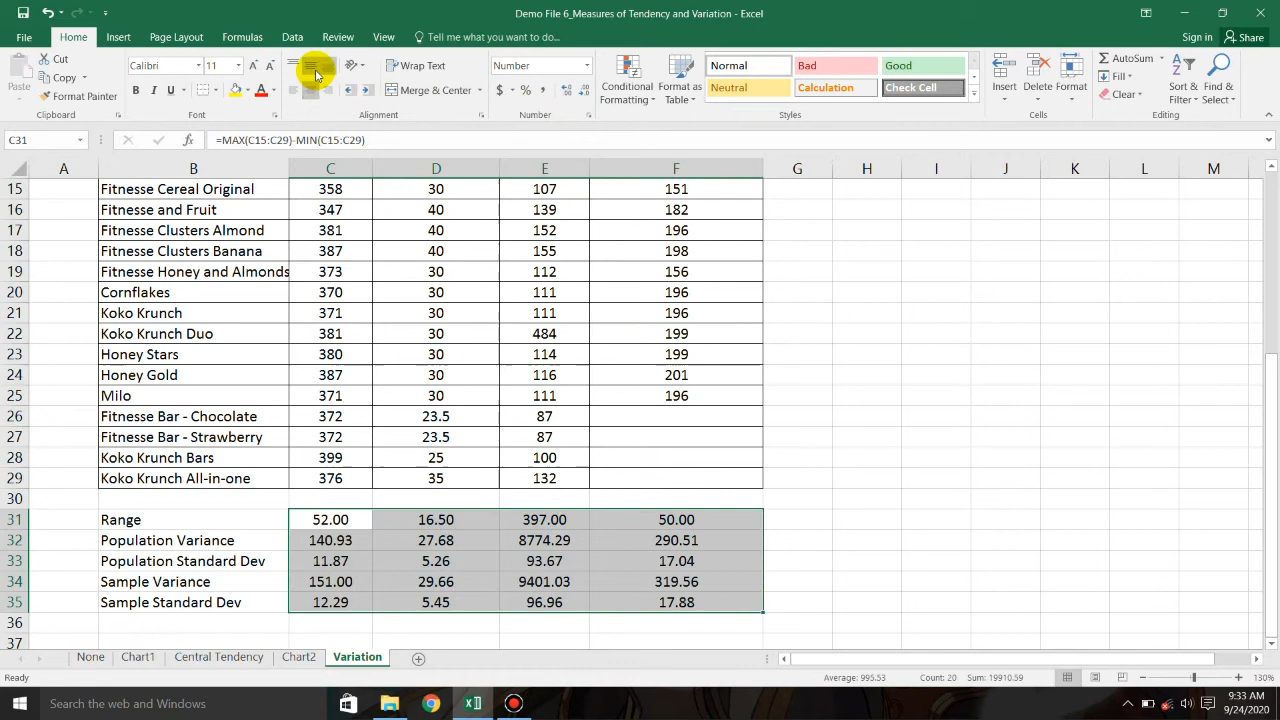 Demo File 6_Measures of Tendency and Variation - Excel
File Home Insert Page Layout Formulas Data Review View Tell me what you want to do... Sign in Share
Paste Cut Copy Format Painter Clipboard
Calibri 11 B I U A Font
Wrap Text Merge & Center Alignment
Number $ % , Number
Conditional Formatting Format as Table Normal Bad Good Neutral Calculation Check Cell Styles
Insert Delete Format Cells
AutoSum Fill Clear Sort & Filter Find & Select Editing
C31 fx =MAX(C15:C29)-MIN(C15:C29)
A B C D E F G H I J K L M
15 Fitnesse Cereal Original 358 30 107 151
16 Fitnesse and Fruit 347 40 139 182
17 Fitnesse Clusters Almond 381 40 152 196
18 Fitnesse Clusters Banana 387 40 155 198
19 Fitnesse Honey and Almonds 373 30 112 156
20 Cornflakes 370 30 111 196
21 Koko Krunch 371 30 111 196
22 Koko Krunch Duo 381 30 484 199
23 Honey Stars 380 30 114 199
24 Honey Gold 387 30 116 201
25 Milo 371 30 111 196
26 Fitnesse Bar - Chocolate 372 23.5 87
27 Fitnesse Bar - Strawberry 372 23.5 87
28 Koko Krunch Bars 399 25 100
29 Koko Krunch All-in-one 376 35 132
30
31 Range 52.00 16.50 397.00 50.00
32 Population Variance 140.93 27.68 8774.29 290.51
33 Population Standard Dev 11.87 5.26 93.67 17.04
34 Sample Variance 151.00 29.66 9401.03 319.56
35 Sample Standard Dev 12.29 5.45 96.96 17.88
36
37
None Chart1 Central Tendency Chart2 Variation
Ready Average: 995.53 Count: 20 Sum: 19910.59 130%
Search the web and Windows 9:33 AM
9/24/2020